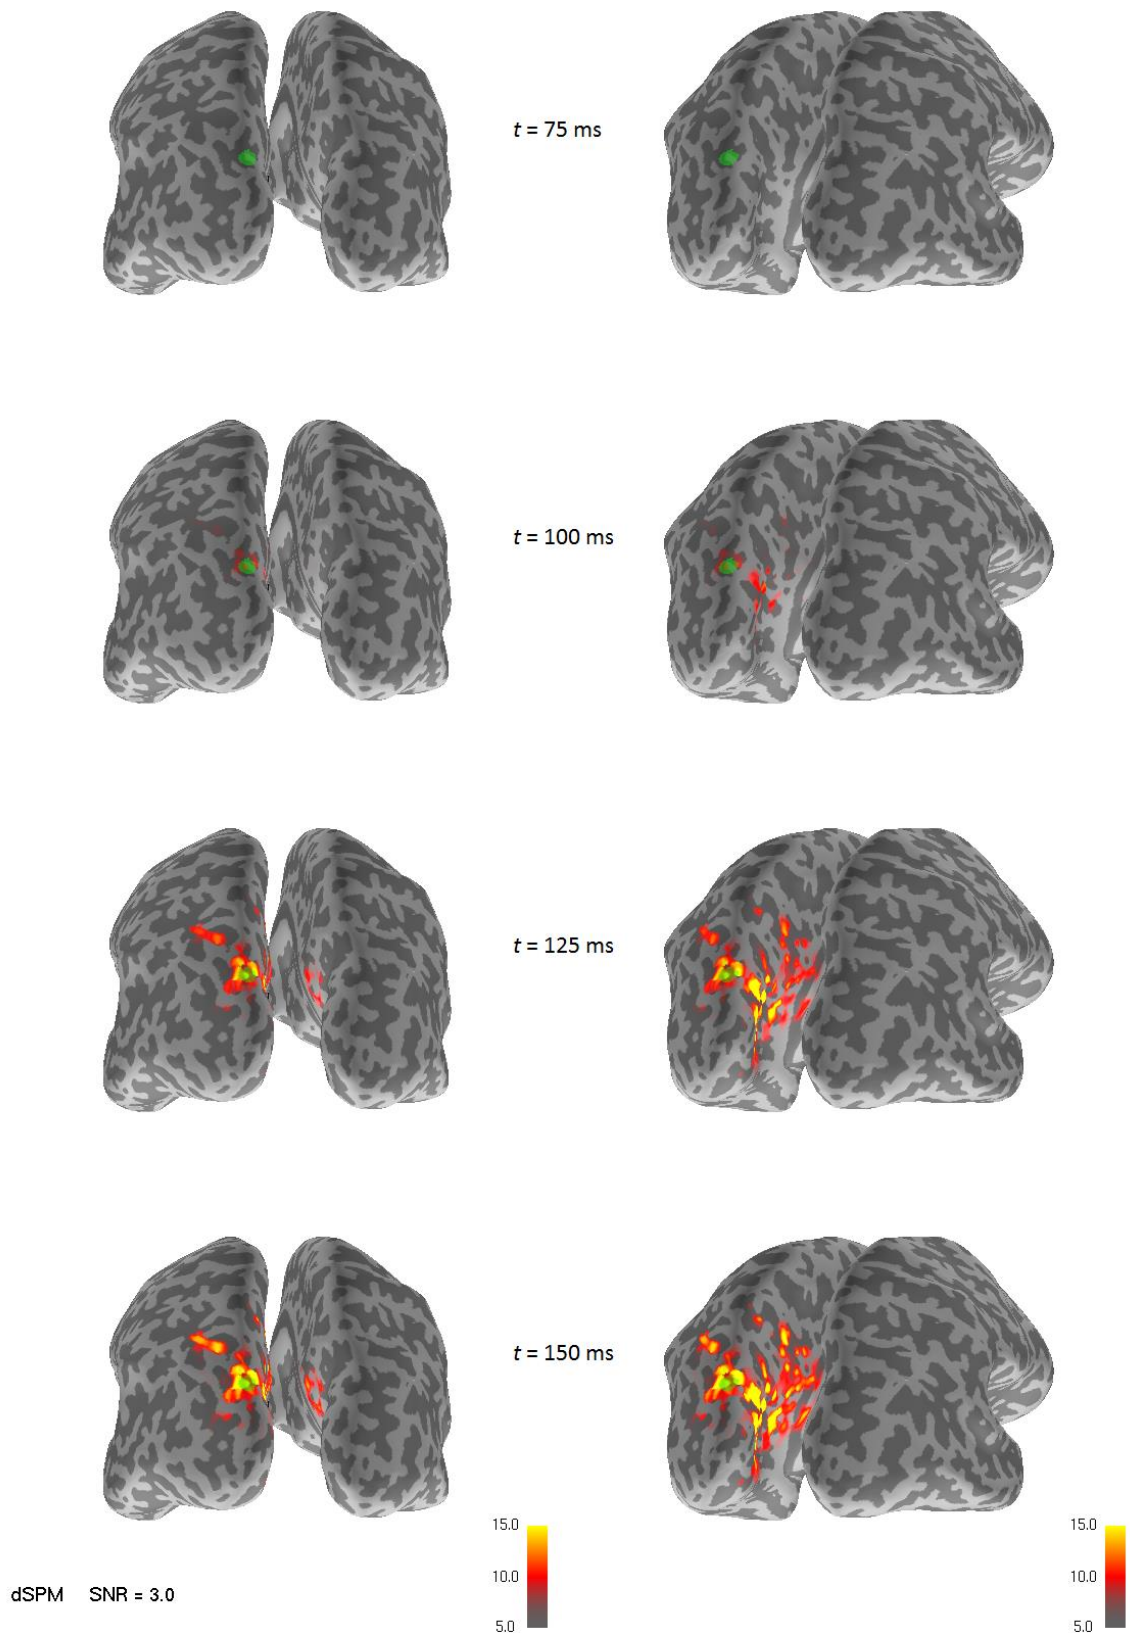 t = 75 ms
t = 100 ms
t = 125 ms
t = 150 ms
15.0
15.0
10.0
10.0
dSPM SNR = 3.0
5.0
5.0